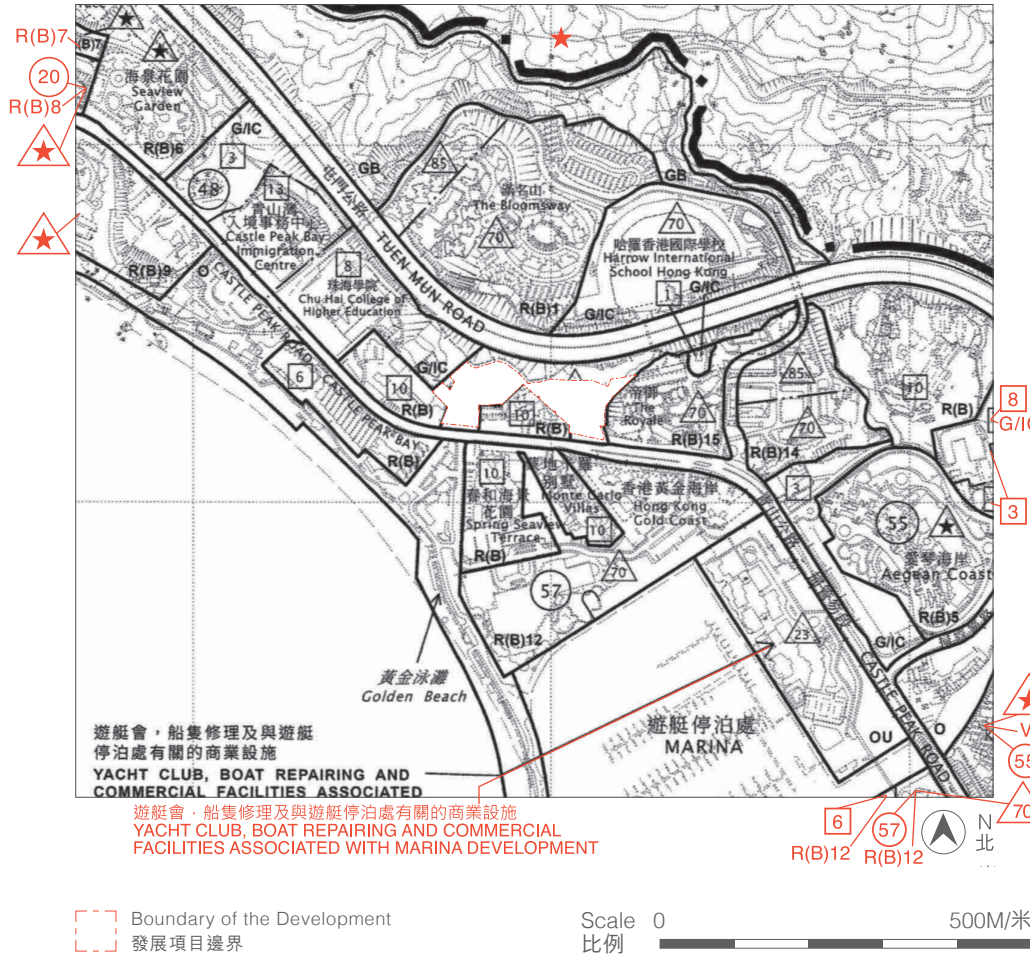 R(B)7
20
R(B)8
(B)7
海景花園
Seaview
Garden
R(B)6
G/IC
3
48
13
青山灣
入境事務中心
Castle Peak Bay
Immigration
Centre
8
珠海學院
Chu Hai College of
Higher Education
屯門公路
TUEN MUN ROAD
GB
85
滿名山
The Bloomsway
70
R(B)1
GB
70
哈羅香港國際學校
Harrow International
School Hong Kong
1
G/IC
G/IC
R(B)9
O
CASTLE PEAK ROAD - CASTLE PEAK BAY
6
10
G/IC
R(B)
R(B)
10
R(B)
帝御
The
Royale
70
R(B)15
85
70
R(B)14
10
R(B)
8
G/IC
3
10
春和海景
花園
Spring Seaview
Terrace
R(B)
蒙地卡羅
別墅
Monte Carlo
Villas
10
香港黃金海岸
Hong Kong
Gold Coast
70
57
R(B)12
3
55
愛琴海岸
Aegean Coast
R(B)5
G/IC
青山公路
CASTLE PEAK ROAD
23
黃金泳灘
Golden Beach
遊艇停泊處
MARINA
OU
O
V
55
70
遊艇會，船隻修理及與遊艇
停泊處有關的商業設施
YACHT CLUB, BOAT REPAIRING AND
COMMERCIAL FACILITIES ASSOCIATED
遊艇會，船隻修理及與遊艇停泊處有關的商業設施
YACHT CLUB, BOAT REPAIRING AND COMMERCIAL
FACILITIES ASSOCIATED WITH MARINA DEVELOPMENT
6
R(B)12
57
R(B)12
N
北
Boundary of the Development
發展項目邊界
Scale 0 500M/米
比例